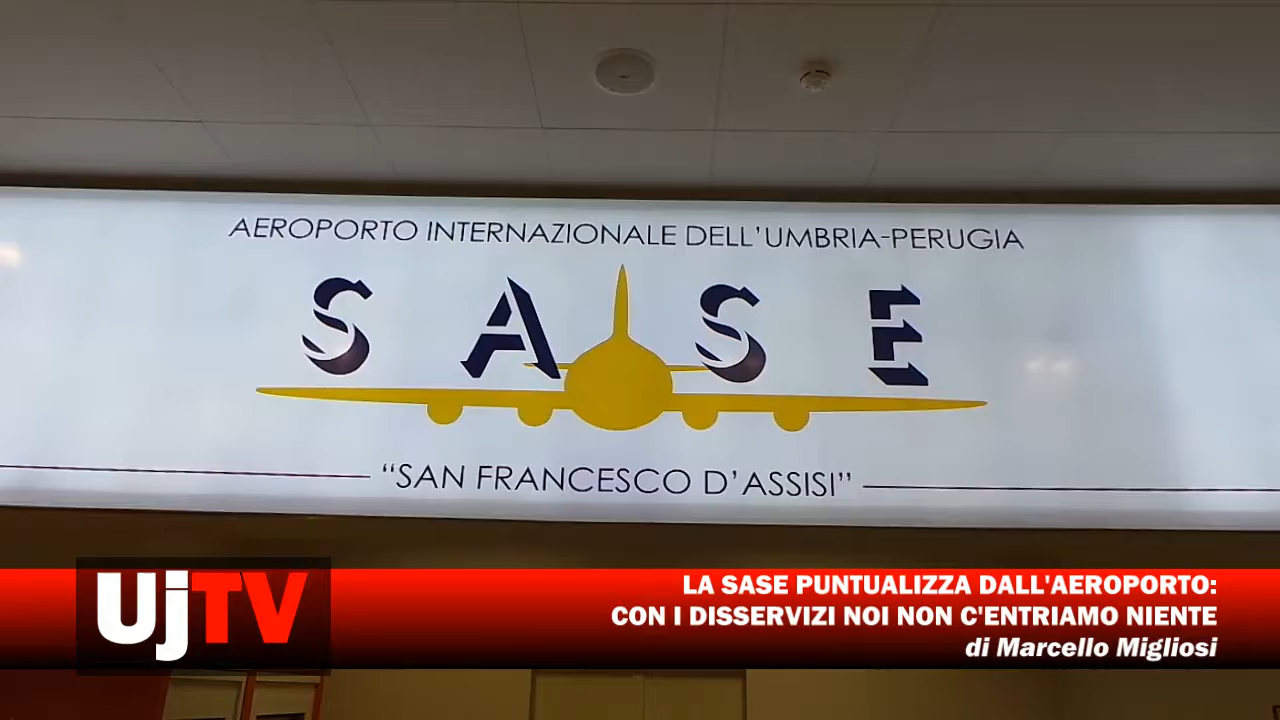 AEROPORTO INTERNAZIONALE DELL'UMBRIA-PERUGIA
SASE
“SAN FRANCESCO D'ASSISI”
UjTV
LA SASE PUNTUALIZZA DALL'AEROPORTO:
CON I DISSERVIZI NOI NON C'ENTRIAMO NIENTE
di Marcello Migliosi